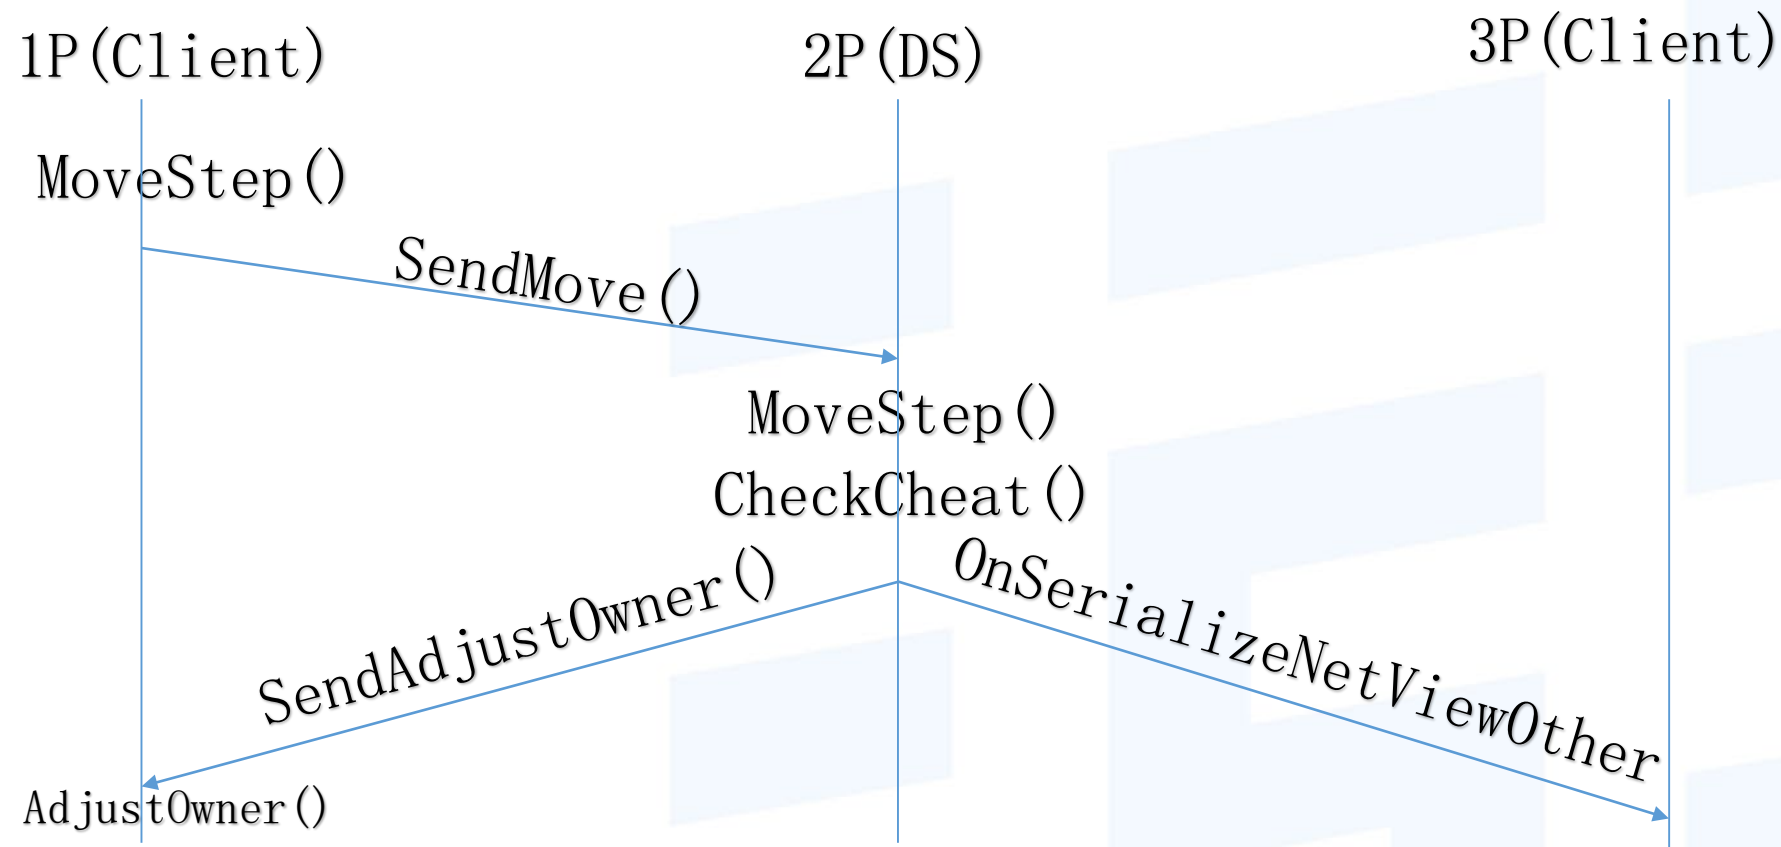 1P(Client)
2P(DS)
3P(Client)
MoveStep()
SendMove()
MoveStep()
CheckCheat()
SendAdjustOwner()
OnSerializeNetViewOther
AdjustOwner()